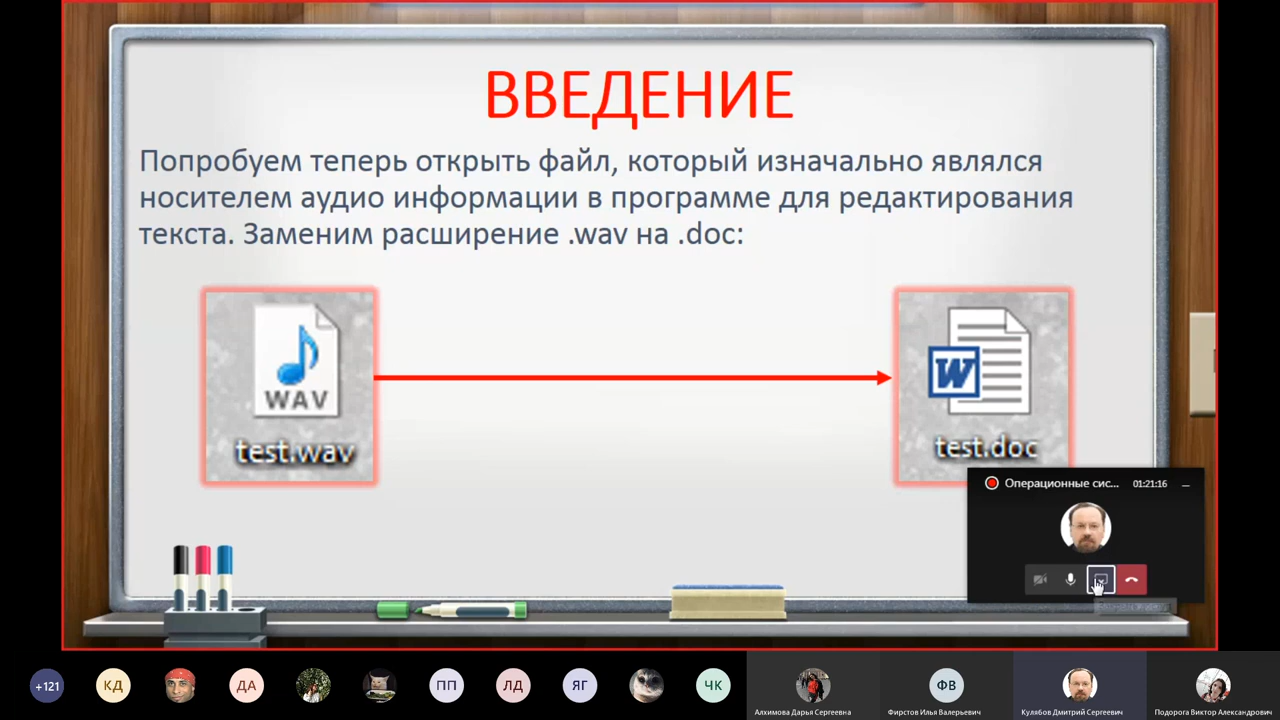 ВВЕДЕНИЕ
Попробуем теперь открыть файл, который изначально являлся
носителем аудио информации в программе для редактирования
текста. Заменим расширение .wav на .doc:
WAV
W
test.wav
test.doc
Операционные сис... 01:21:16
+121
КД
ДА
ПП
ЛД
ЯГ
ЧК
ФВ
Алхимова Дарья Сергеевна
Фирстов Илья Валерьевич
Кулябов Дмитрий Сергеевич
Подорога Виктор Александрович